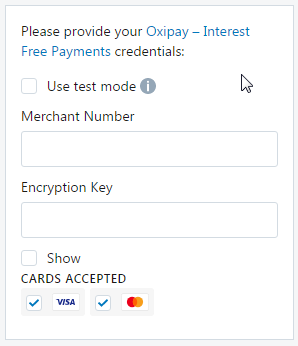 Please provide your Oxipay – Interest
Free Payments credentials:
Use test mode i
Merchant Number
Encryption Key
Show
CARDS ACCEPTED
VISA